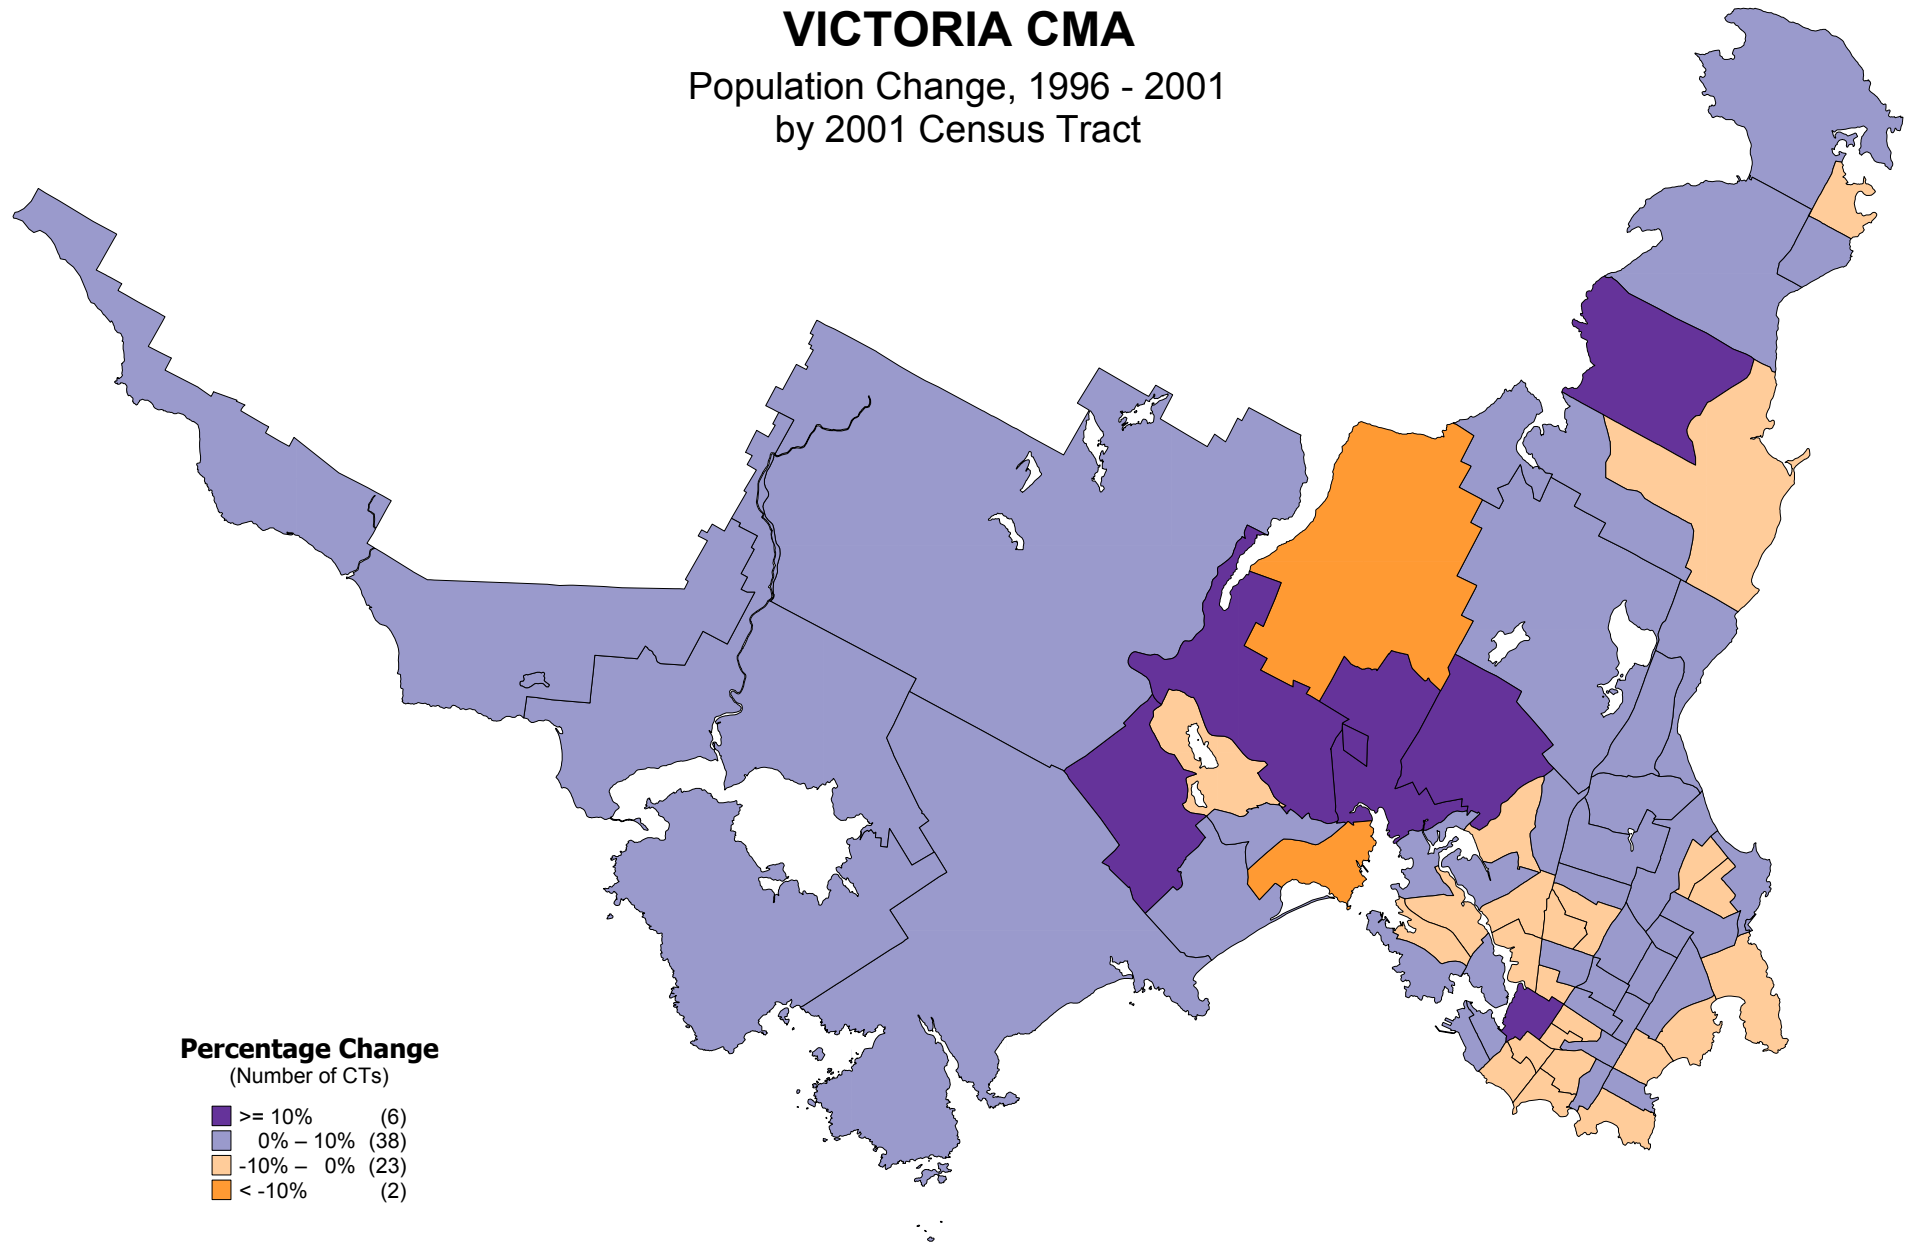 VICTORIA CMA
Population Change, 1996 - 2001
by 2001 Census Tract
Percentage Change
(Number of CTs)
>= 10% (6)
0% – 10% (38)
-10% – 0% (23)
< -10% (2)